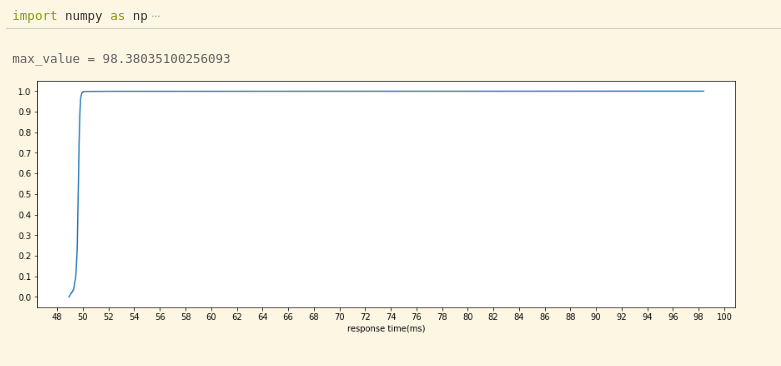 import numpy as np ...
max_value = 98.38035100256093
1.0
0.9
0.8
0.7
0.6
0.5
0.4
0.3
0.2
0.1
0.0
48 50 52 54 56 58 60 62 64 66 68 70 72 74 76 78 80 82 84 86 88 90 92 94 96 98 100
response time(ms)